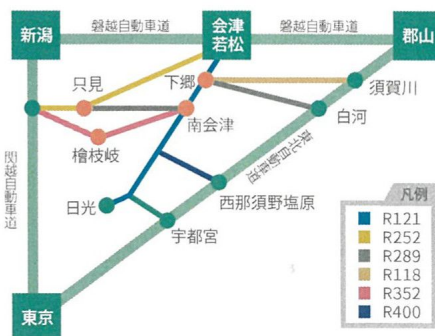 磐越自動車道
磐越自動車道
新潟
会津
若松
郡山
只見
下郷
須賀川
南会津
白河
檜枝岐
関越自動車道
東北自動車道
日光
西那須野塩原
宇都宮
東京
凡例
R121
R252
R289
R118
R352
R400